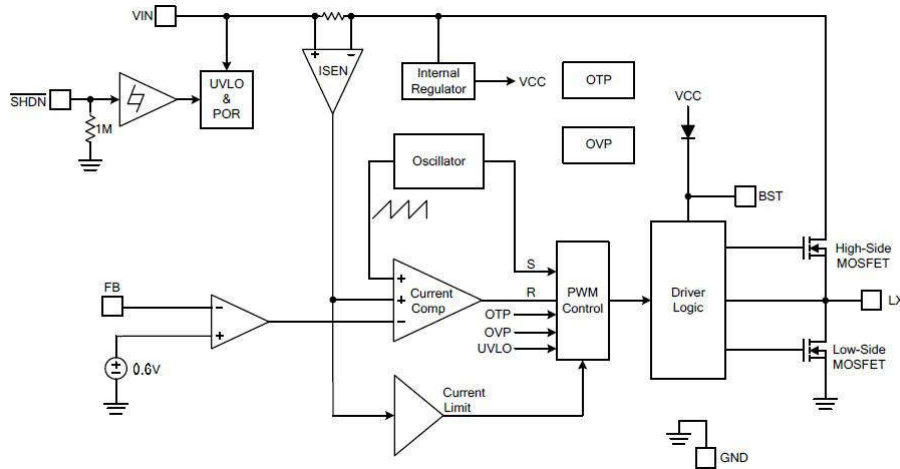 VIN
+
-
ISEN
SHDN
1M
UVLO
&
POR
Internal
Regulator
VCC
OTP
OVP
VCC
BST
Oscillator
FB
-
+
0.6V
+
+
-
Current
Comp
S
R
OTP
OVP
UVLO
PWM
Control
Driver
Logic
High-Side
MOSFET
LX
Low-Side
MOSFET
Current
Limit
GND